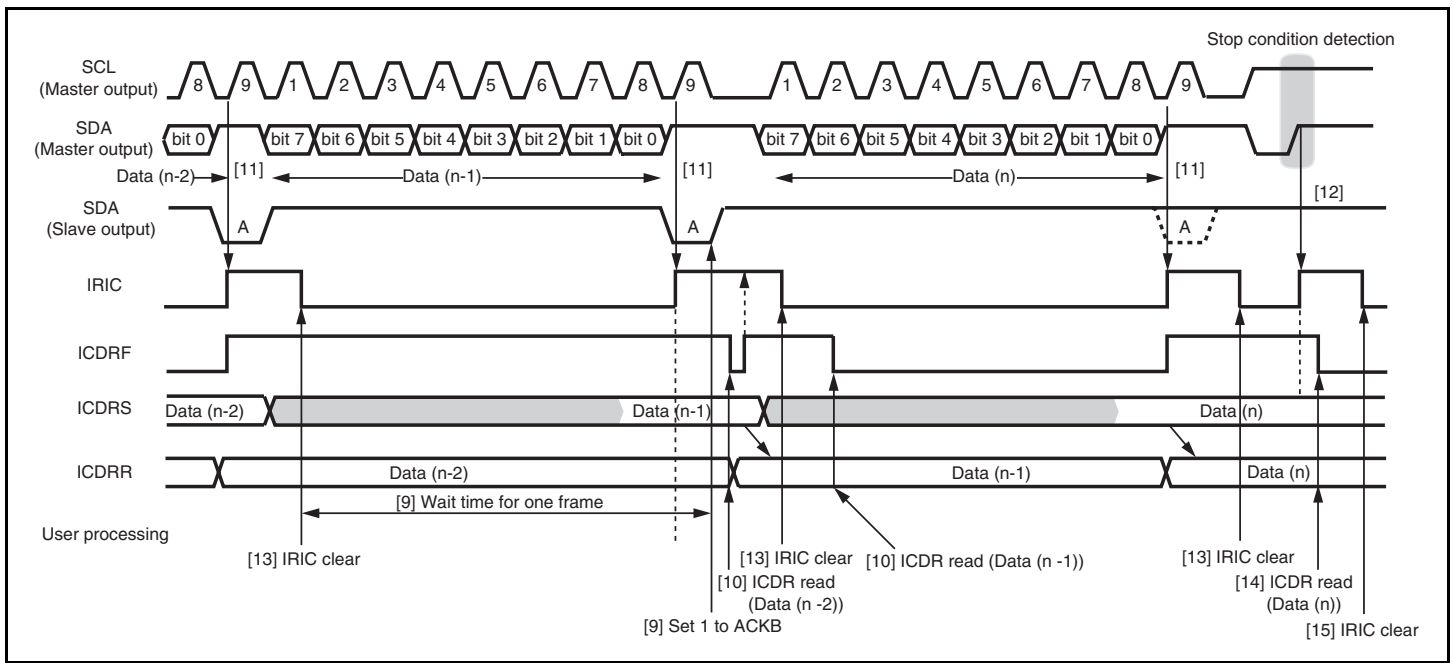 Stop condition detection
SCL
(Master output)
8 9 1 2 3 4 5 6 7 8 9 1 2 3 4 5 6 7 8 9
SDA
(Master output)
bit 0 bit 7 bit 6 bit 5 bit 4 bit 3 bit 2 bit 1 bit 0 bit 7 bit 6 bit 5 bit 4 bit 3 bit 2 bit 1 bit 0
Data (n-2) [11] Data (n-1) [11] Data (n) [11]
[12]
SDA
(Slave output)
A A A
IRIC
ICDRF
ICDRS
Data (n-2) Data (n-1) Data (n)
ICDRR
Data (n-2) Data (n-1) Data (n)
[9] Wait time for one frame
User processing
[13] IRIC clear [13] IRIC clear [10] ICDR read (Data (n -1)) [13] IRIC clear
[10] ICDR read
(Data (n -2))
[14] ICDR read
(Data (n))
[9] Set 1 to ACKB
[15] IRIC clear